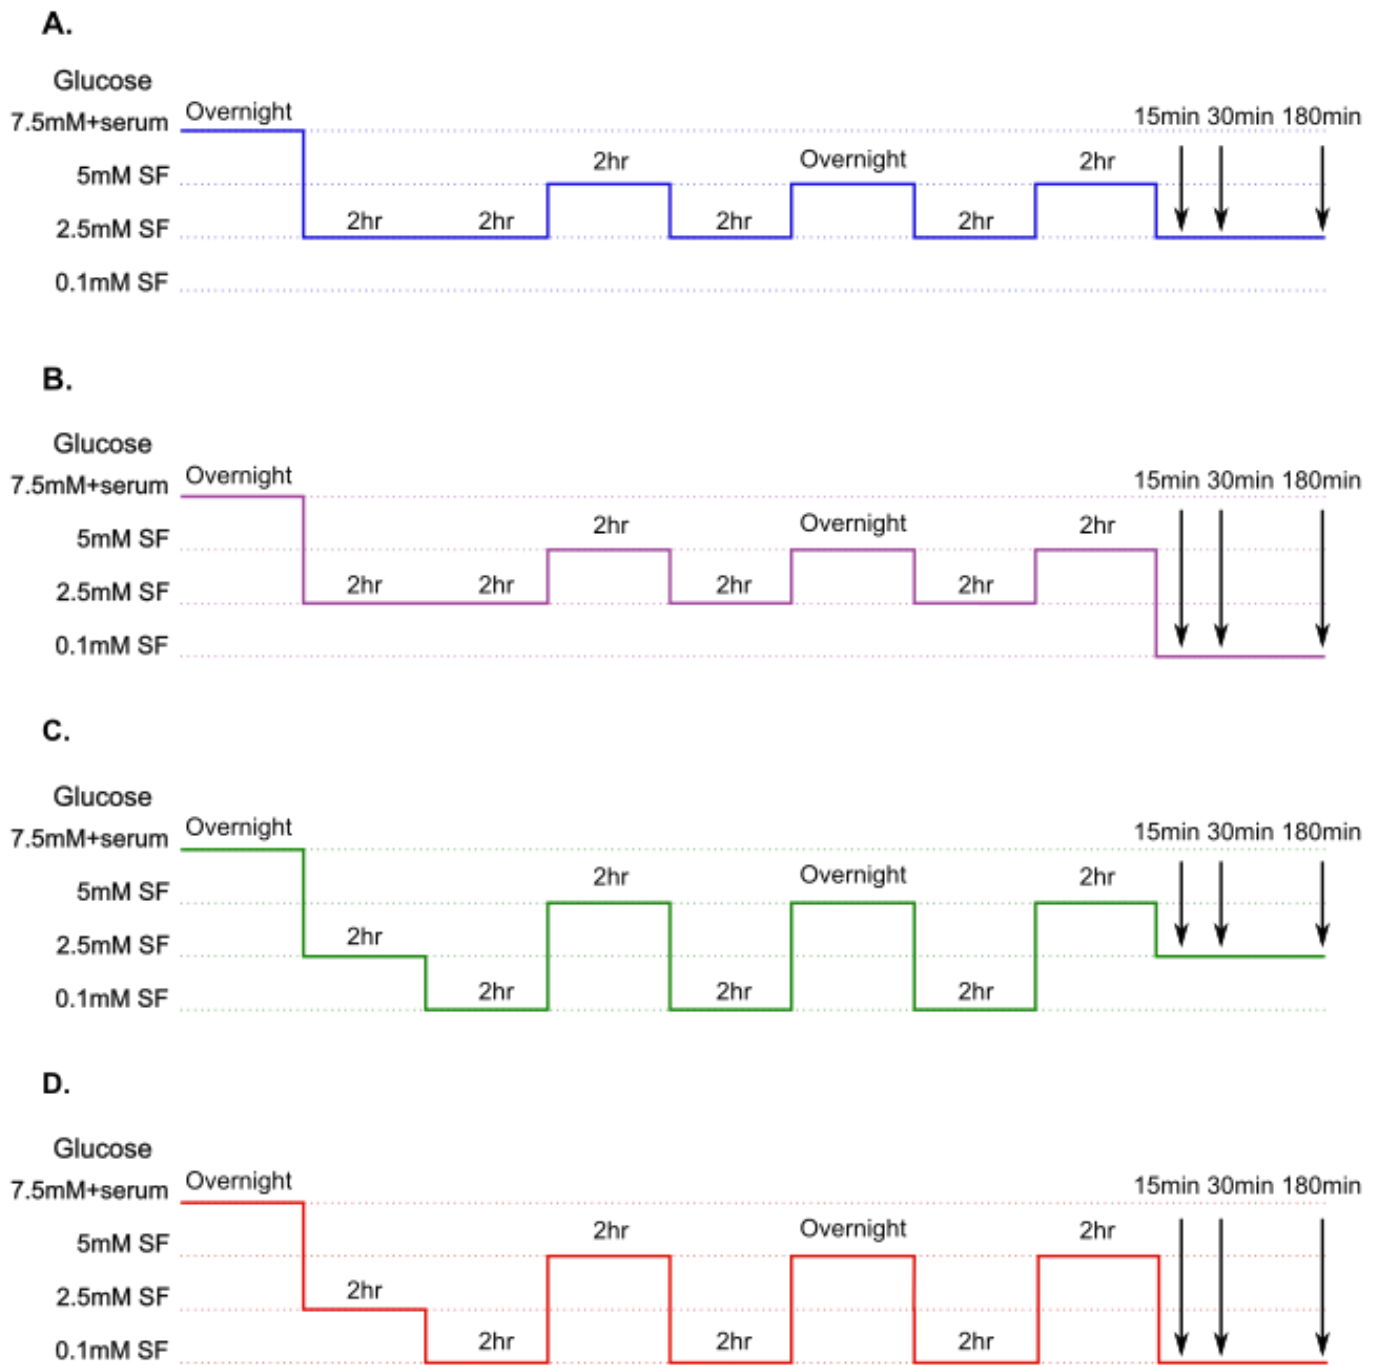 A.
Glucose
7.5mM+serum Overnight 15min 30min 180min
5mM SF 2hr Overnight 2hr
2.5mM SF 2hr 2hr 2hr 2hr
0.1mM SF
B.
Glucose
7.5mM+serum Overnight 15min 30min 180min
5mM SF 2hr Overnight 2hr
2.5mM SF 2hr 2hr 2hr 2hr
0.1mM SF
C.
Glucose
7.5mM+serum Overnight 15min 30min 180min
5mM SF 2hr Overnight 2hr
2.5mM SF 2hr
0.1mM SF 2hr 2hr 2hr
D.
Glucose
7.5mM+serum Overnight 15min 30min 180min
5mM SF 2hr Overnight 2hr
2.5mM SF 2hr
0.1mM SF 2hr 2hr 2hr